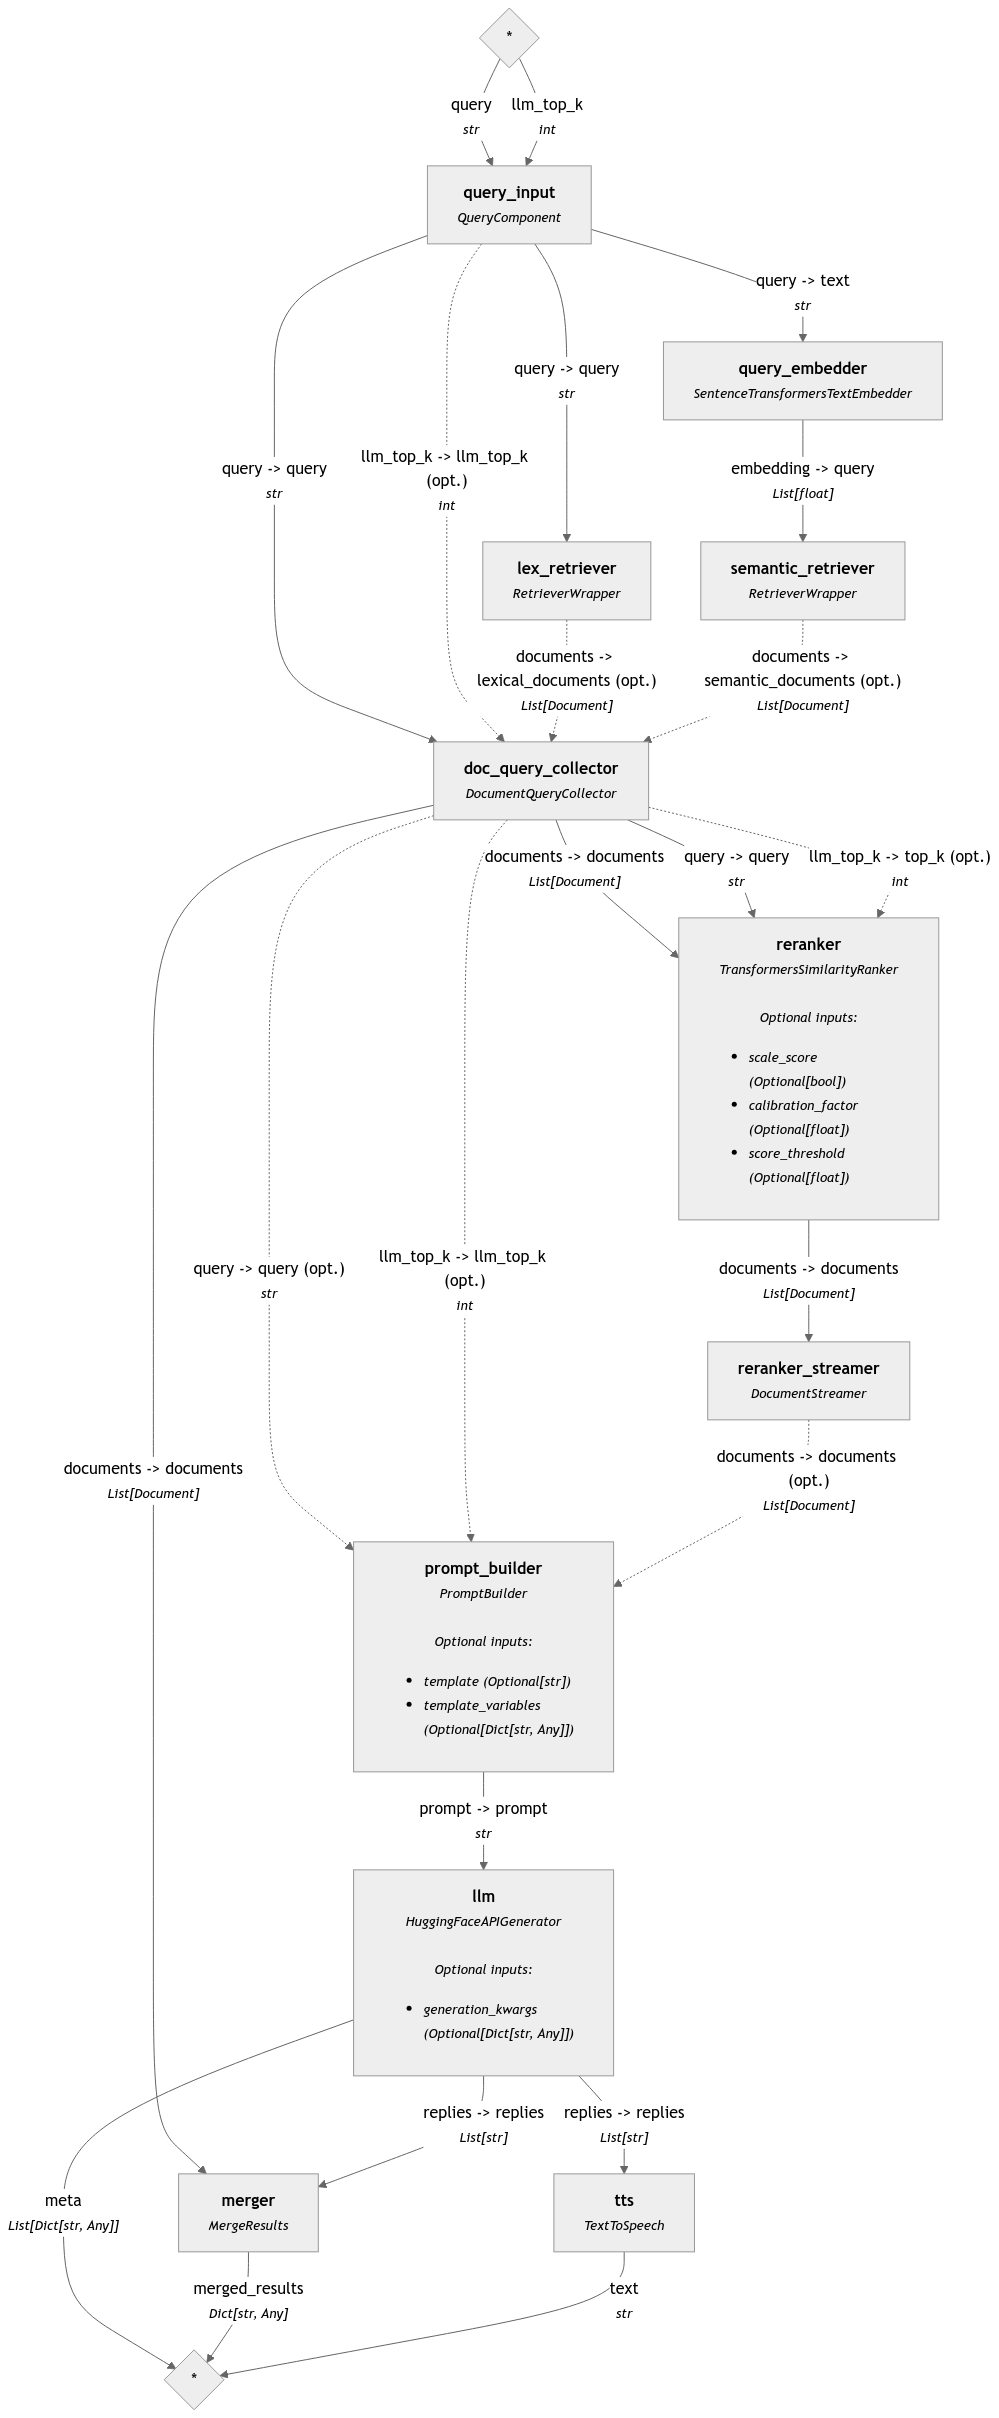 *
query
str
llm_top_k
int
query_input
QueryComponent
query -> text
str
query_embedder
SentenceTransformersTextEmbedder
query -> query
str
llm_top_k -> llm_top_k
(opt.)
int
query -> query
str
embedding -> query
List[float]
lex_retriever
RetrieverWrapper
semantic_retriever
RetrieverWrapper
documents ->
lexical_documents (opt.)
List[Document]
documents ->
semantic_documents (opt.)
List[Document]
doc_query_collector
DocumentQueryCollector
documents -> documents
List[Document]
query -> query
str
llm_top_k -> top_k (opt.)
int
reranker
TransformersSimilarityRanker
Optional inputs:
• scale_score
(Optional[bool])
• calibration_factor
(Optional[float])
• score_threshold
(Optional[float])
query -> query (opt.)
str
llm_top_k -> llm_top_k
(opt.)
int
documents -> documents
List[Document]
reranker_streamer
DocumentStreamer
documents -> documents
List[Document]
documents -> documents
(opt.)
List[Document]
prompt_builder
PromptBuilder
Optional inputs:
• template (Optional[str])
• template_variables
(Optional[Dict[str, Any]])
prompt -> prompt
str
llm
HuggingFaceAPIGenerator
Optional inputs:
• generation_kwargs
(Optional[Dict[str, Any]])
replies -> replies
List[str]
replies -> replies
List[str]
meta
List[Dict[str, Any]]
merger
MergeResults
tts
TextToSpeech
merged_results
Dict[str, Any]
text
str
*